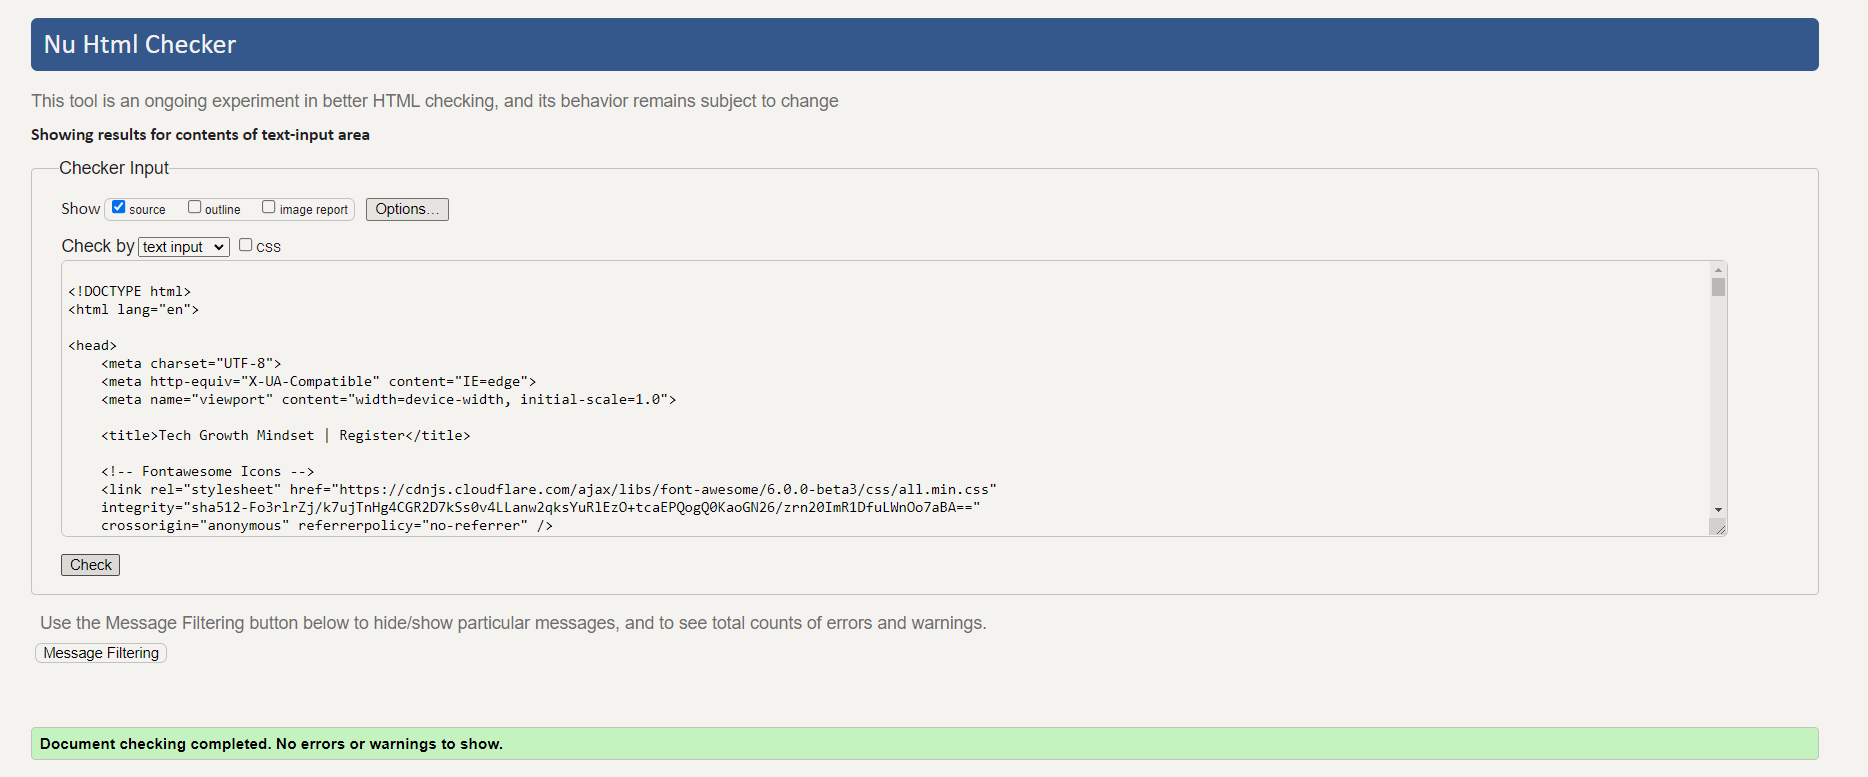 Nu Html Checker
This tool is an ongoing experiment in better HTML checking, and its behavior remains subject to change
Showing results for contents of text-input area
Checker Input
Show source outline image report Options...
Check by text input CSS
<!DOCTYPE html>
<html lang="en">
<head>
<meta charset="UTF-8">
<meta http-equiv="X-UA-Compatible" content="IE=edge">
<meta name="viewport" content="width=device-width, initial-scale=1.0">
<title>Tech Growth Mindset | Register</title>
<!-- Fontawesome Icons -->
<link rel="stylesheet" href="https://cdnjs.cloudflare.com/ajax/libs/font-awesome/6.0.0-beta3/css/all.min.css"
integrity="sha512-Fo3rlrZj/k7ujTnHg4CGR2D7kSs0v4LLanw2qksYuRlEzO+tcaEPQogQ0KaoGN26/zrn20ImR1DfuLWnOo7aBA=="
crossorigin="anonymous" referrerpolicy="no-referrer" />
Check
Use the Message Filtering button below to hide/show particular messages, and to see total counts of errors and warnings.
Message Filtering
Document checking completed. No errors or warnings to show.